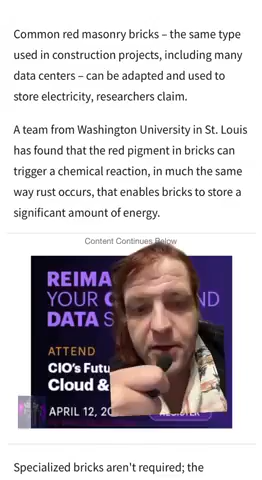 Common red masonry bricks – the same type
used in construction projects, including many
data centers – can be adapted and used to
store electricity, researchers claim.
A team from Washington University in St. Louis
has found that the red pigment in bricks can
trigger a chemical reaction, in much the same
way rust occurs, that enables bricks to store a
significant amount of energy.
Content Continues Below
REIMA
YOUR C ND
DATA S
ATTEND
CIO's Futu
Cloud &
APRIL 12, 20
REGISTER
Specialized bricks aren't required; the